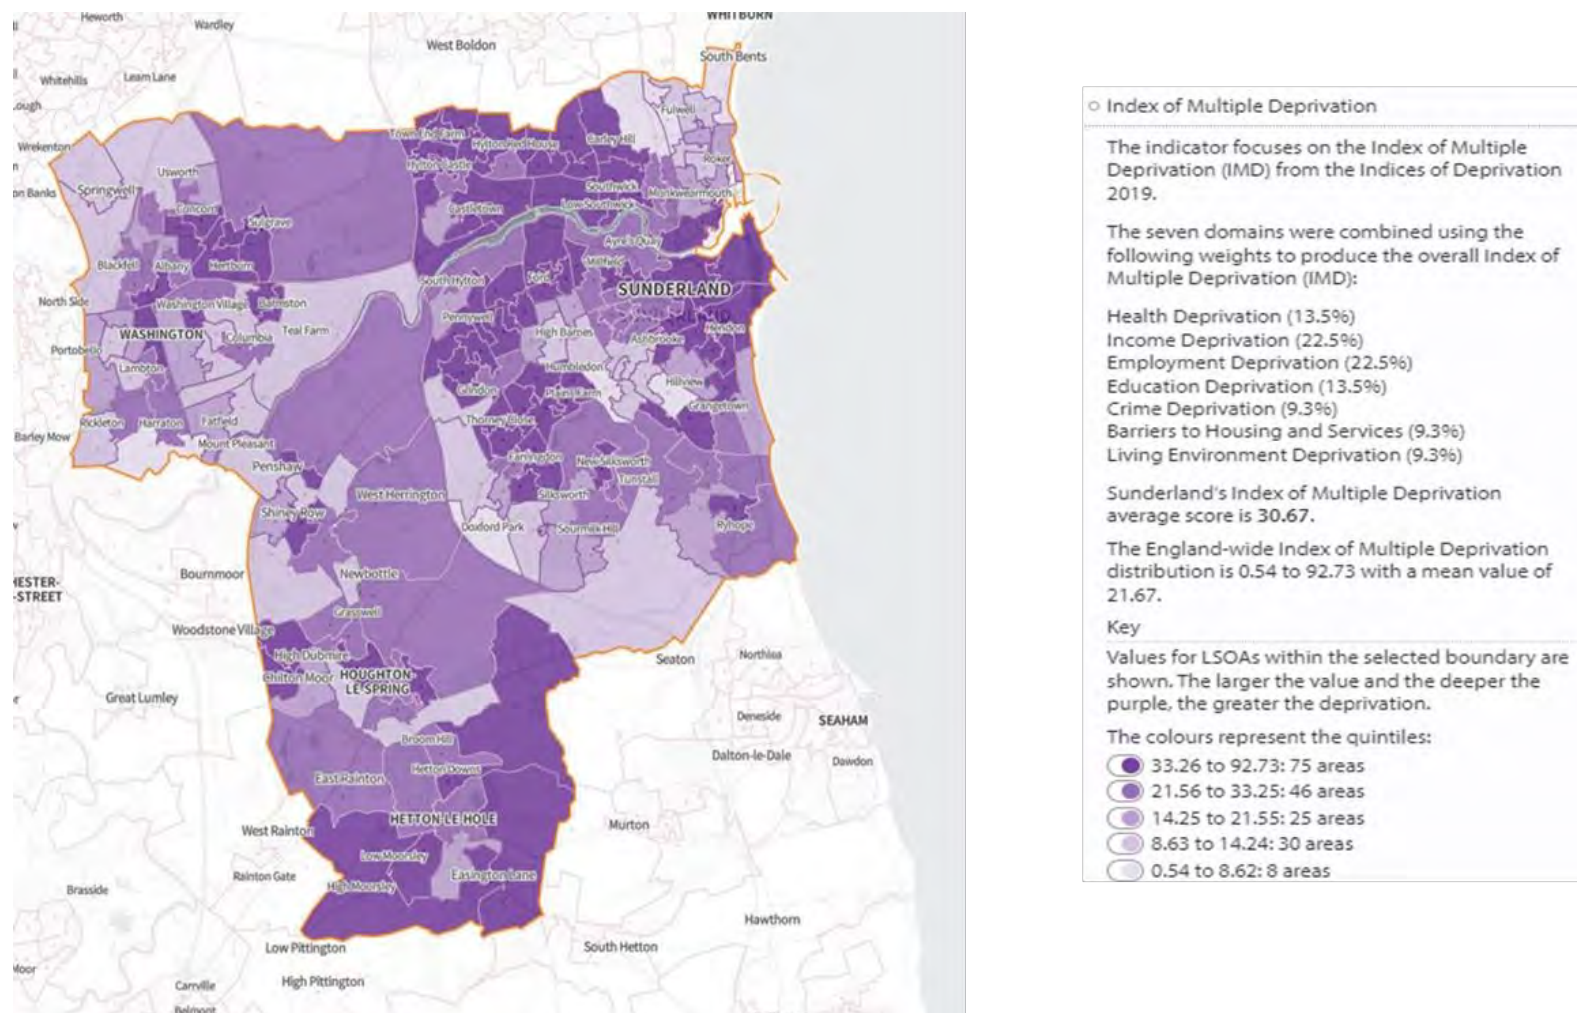 Heworth
Wardley
WHITBURN
West Boldon
South Bents
Whitehills
Leam Lane
Fulwell
Town End Farm
Carley Hill
Hylton Red House
Wrekenton
Hylton Castle
Roker
Usworth
Springwell
Southwick
Monkwearmouth
on Banks
Concord
Castletown
Low Southwick
Sulgrave
Ayre's Quay
Blackfell
Albany
Hertburn
Millfield
South Hylton
Ford
SUNDERLAND
North Side
Washington Village
Barmston
Pennywell
WASHINGTON
Columbia
Teal Farm
High Barnes
Ashbrooke
Hendon
Portobello
Lambton
Humbledon
Hillview
Grindon
Plains Farm
Grangetown
Rickleton
Harraton
Fatfield
Thorney Close
Barley Mow
Mount Pleasant
Penshaw
Farringdon
New Silksworth
Tunstall
West Herrington
Silksworth
Shiney Row
Doxford Park
Sourmilk Hill
Ryhope
Bournmoor
Newbottle
HESTER-
-STREET
Grasswell
Woodstone Village
High Dubmire
Seaton
Northlea
Chilton Moor
HOUGHTON-
LE-SPRING
Great Lumley
Deneside
SEAHAM
Broom Hill
Dalton-le-Dale
Dawdon
East Rainton
Hetton Downs
HETTON LE HOLE
West Rainton
Murton
Low Moorsley
Rainton Gate
Easington Lane
High Moorsley
Brasside
Hawthorn
Low Pittington
South Hetton
Moor
Carrville
High Pittington
Belmont
Index of Multiple Deprivation
The indicator focuses on the Index of Multiple
Deprivation (IMD) from the Indices of Deprivation
2019.
The seven domains were combined using the
following weights to produce the overall Index of
Multiple Deprivation (IMD):
Health Deprivation (13.5%)
Income Deprivation (22.5%)
Employment Deprivation (22.5%)
Education Deprivation (13.5%)
Crime Deprivation (9.3%)
Barriers to Housing and Services (9.3%)
Living Environment Deprivation (9.3%)
Sunderland's Index of Multiple Deprivation
average score is 30.67.
The England-wide Index of Multiple Deprivation
distribution is 0.54 to 92.73 with a mean value of
21.67.
Key
Values for LSOAs within the selected boundary are
shown. The larger the value and the deeper the
purple, the greater the deprivation.
The colours represent the quintiles:
33.26 to 92.73: 75 areas
21.56 to 33.25: 46 areas
14.25 to 21.55: 25 areas
8.63 to 14.24: 30 areas
0.54 to 8.62: 8 areas